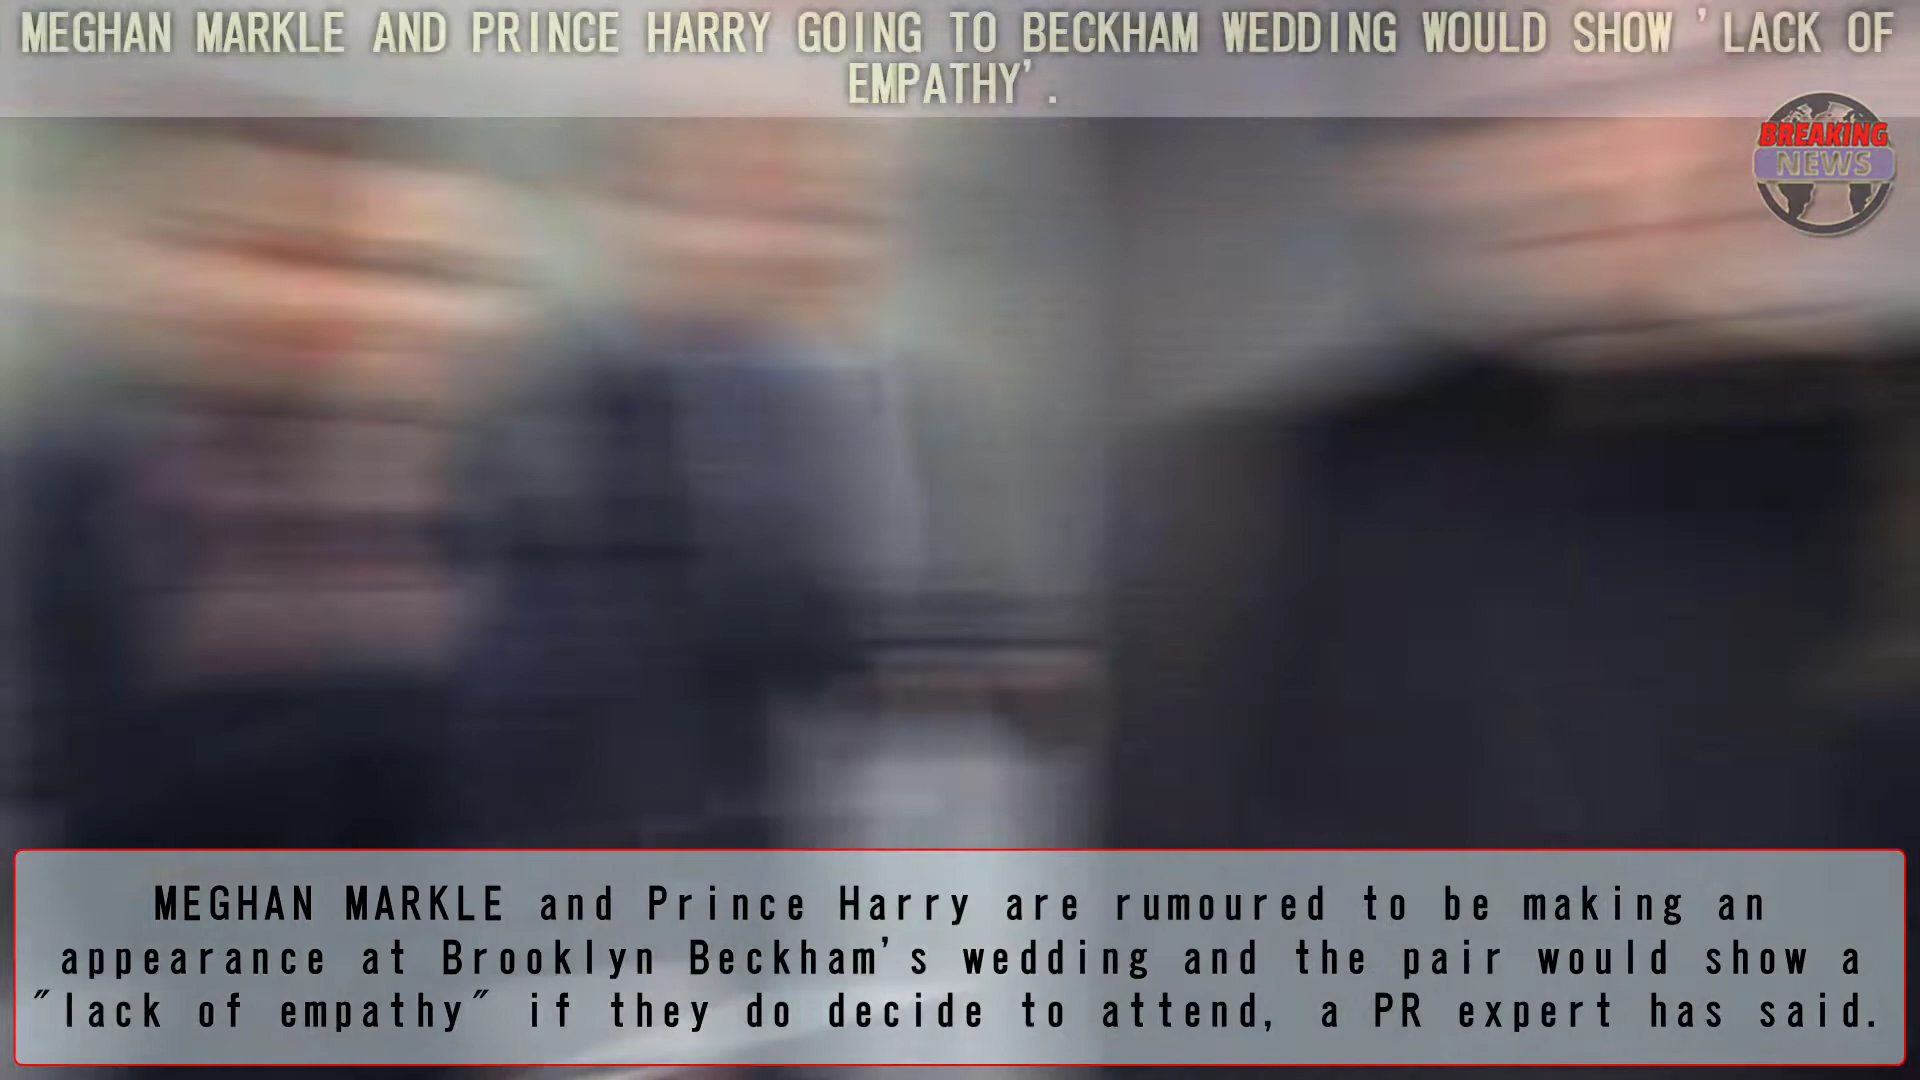 MEGHAN MARKLE AND PRINCE HARRY GOING TO BECKHAM WEDDING WOULD SHOW 'LACK OF
EMPATHY'.
BREAKING
NEWS
MEGHAN MARKLE and Prince Harry are rumoured to be making an
appearance at Brooklyn Beckham's wedding and the pair would show a
"lack of empathy" if they do decide to attend, a PR expert has said.